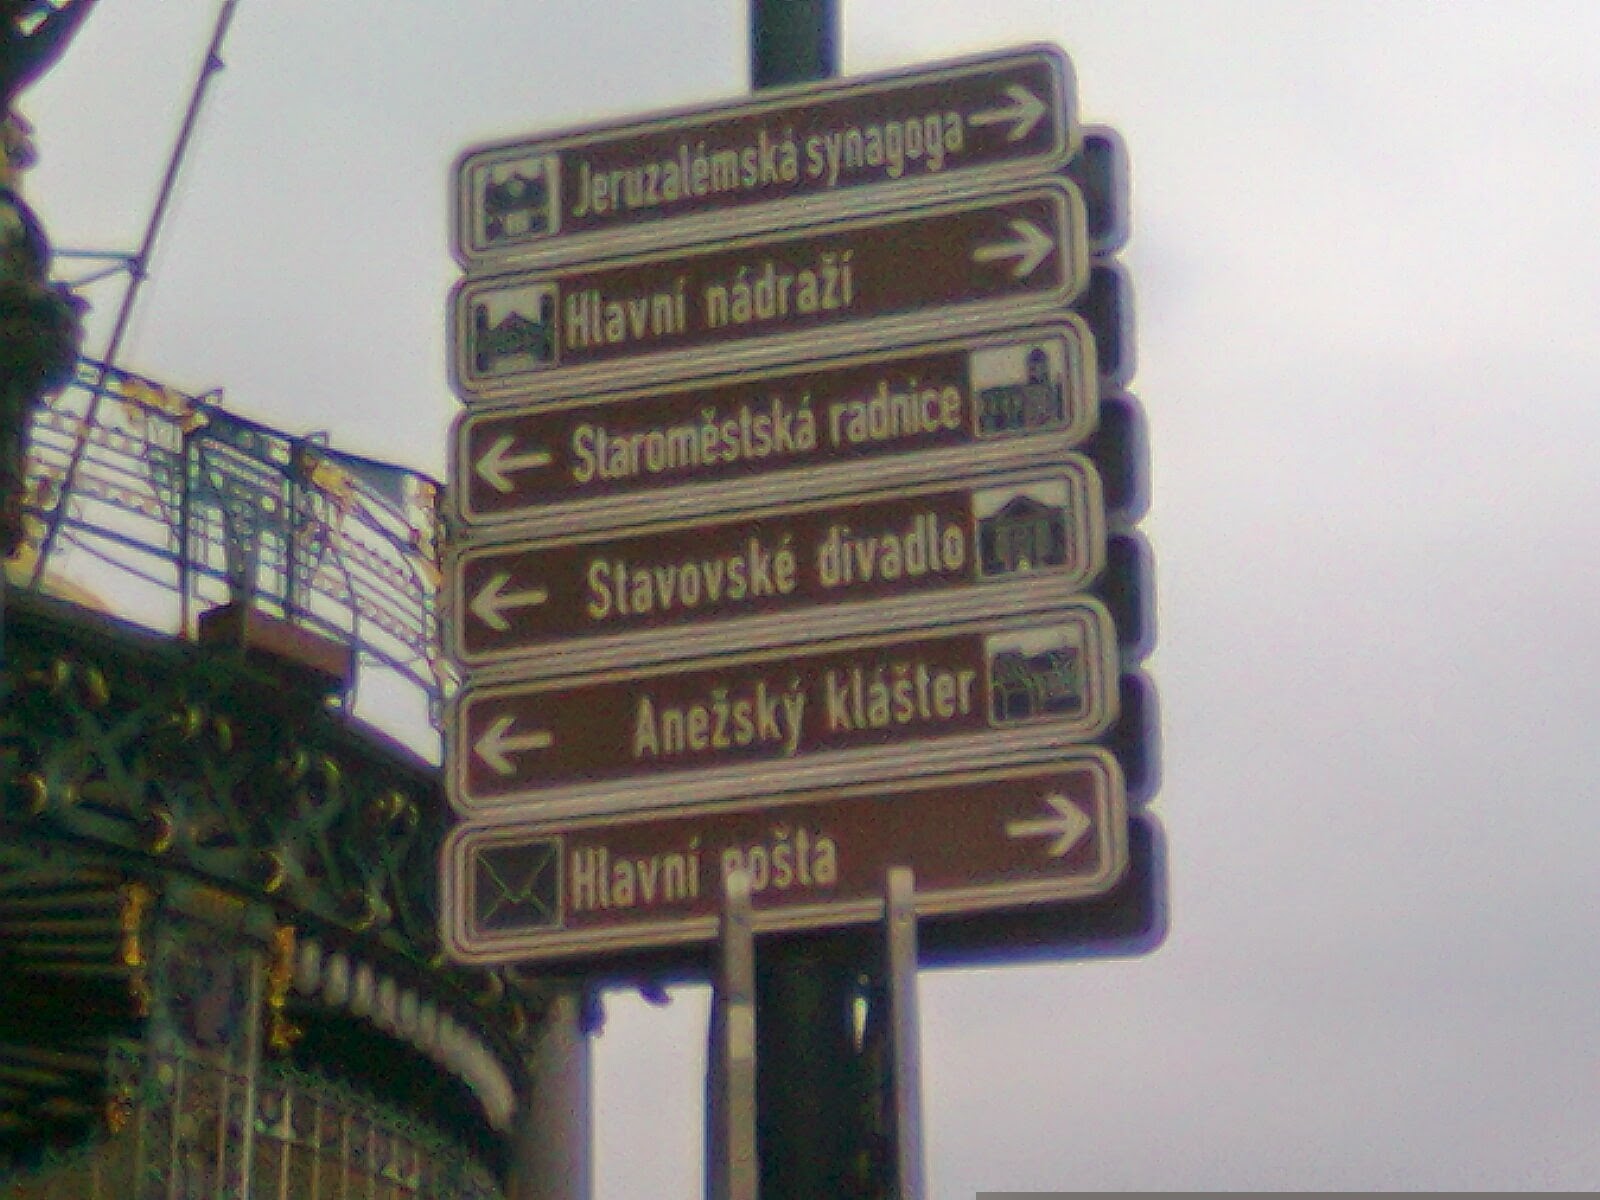 Jeruzalémská synagoga
Hlavní nádraží
Staroměstská radnice
Stavovské divadlo
Anežský klášter
Hlavní pošta